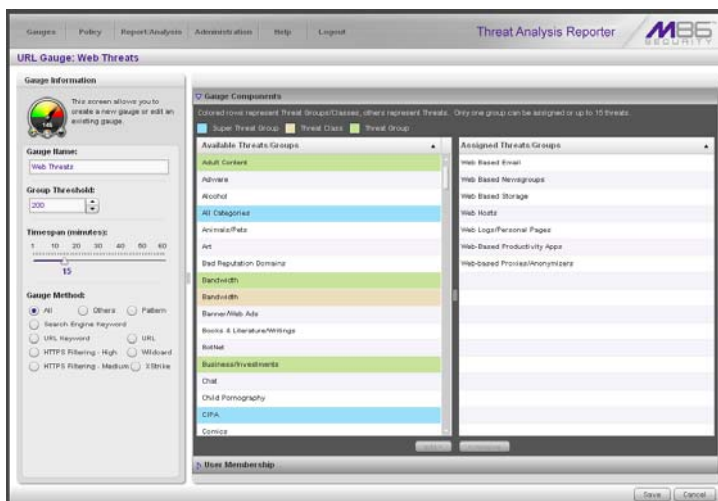 Gauges Policy Report/Analysis Administration Help Logout
Threat Analysis Reporter
M86
SECURITY
URL Gauge: Web Threats
Gauge Information
This screen allows you to
create a new gauge or edit an
existing gauge.
Gauge Name:
Web Threats
Group Threshold:
200
Timespan (minutes):
1 10 20 30 40 50 60
15
Gauge Method:
All Others Pattern
Search Engine Keyword
URL Keyword URL
HTTPS Filtering - High Wildcard
HTTPS Filtering - Medium XStrike
Gauge Components
Colored rows represent Threat Groups/Classes, others represent Threats. Only one group can be assigned or up to 15 threats.
Super Threat Group Threat Class Threat Group
Available Threats/Groups
Adult Content
Adware
Alcohol
All Categories
Animals/Pets
Art
Bad Reputation Domains
Bandwidth
Bandwidth
Banner/Web Ads
Books & Literature/Writings
BotNet
Business/Investments
Chat
Child Pornography
CIPA
Comics
Assigned Threats/Groups
Web Based Email
Web Based Newsgroups
Web Based Storage
Web Hosts
Web Logs/Personal Pages
Web-Based Productivity Apps
Web-based Proxies/Anonymizers
User Membership
Save Cancel